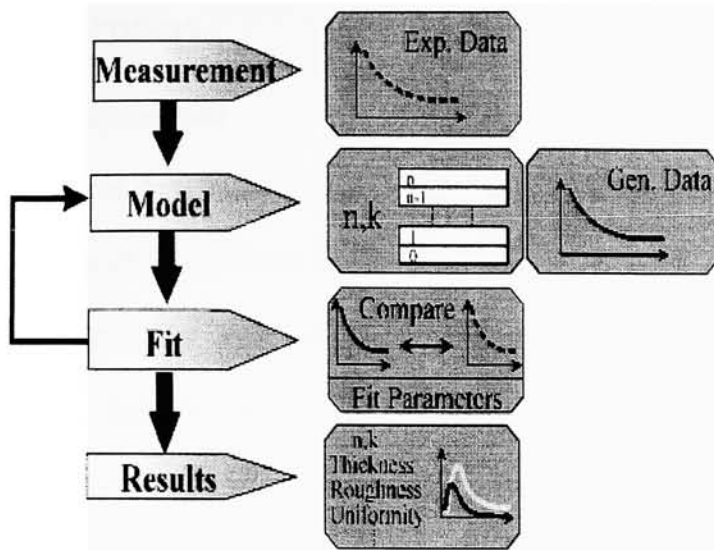 Measurement
Exp. Data
Model
n,k
n
n-1
1
0
Gen. Data
Fit
Compare
Fit Parameters
Results
n,k
Thickness
Roughness
Uniformity